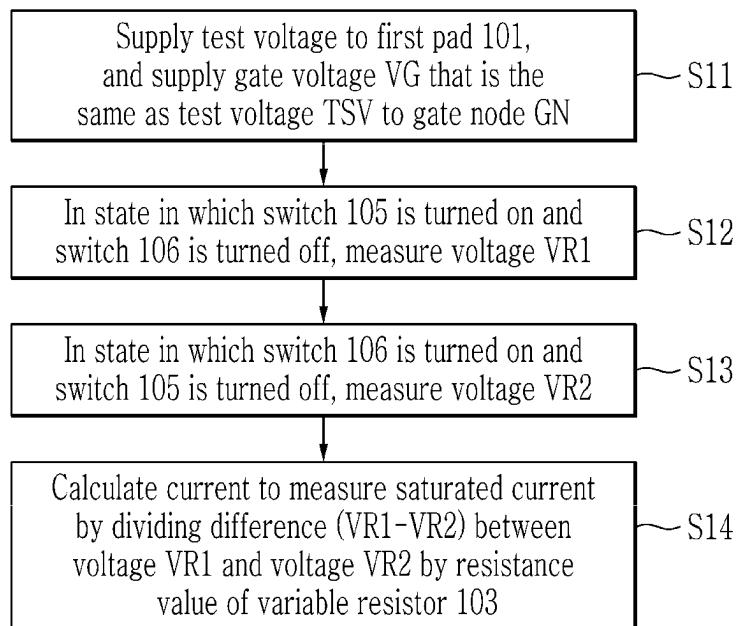 Supply test voltage to first pad 101,
and supply gate voltage VG that is the
same as test voltage TSV to gate node GN
S11
In state in which switch 105 is turned on and
switch 106 is turned off, measure voltage VR1
S12
In state in which switch 106 is turned on and
switch 105 is turned off, measure voltage VR2
S13
Calculate current to measure saturated current
by dividing difference (VR1-VR2) between
voltage VR1 and voltage VR2 by resistance
value of variable resistor 103
S14